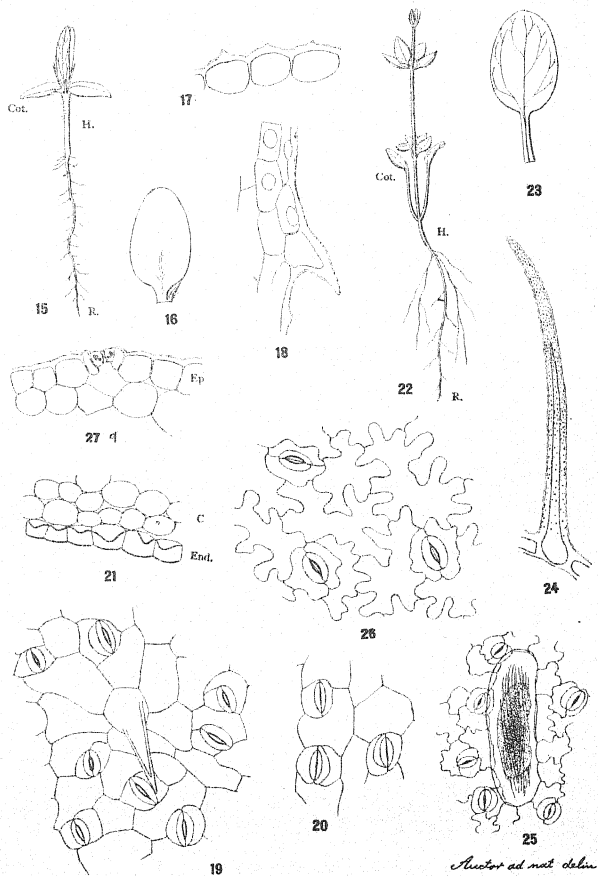 Cot.
H.
15
R.
16
17
18
Cot.
H.
22
R.
23
24
Ep
27
C
End.
21
26
19
20
25
Auctor ad nat delin